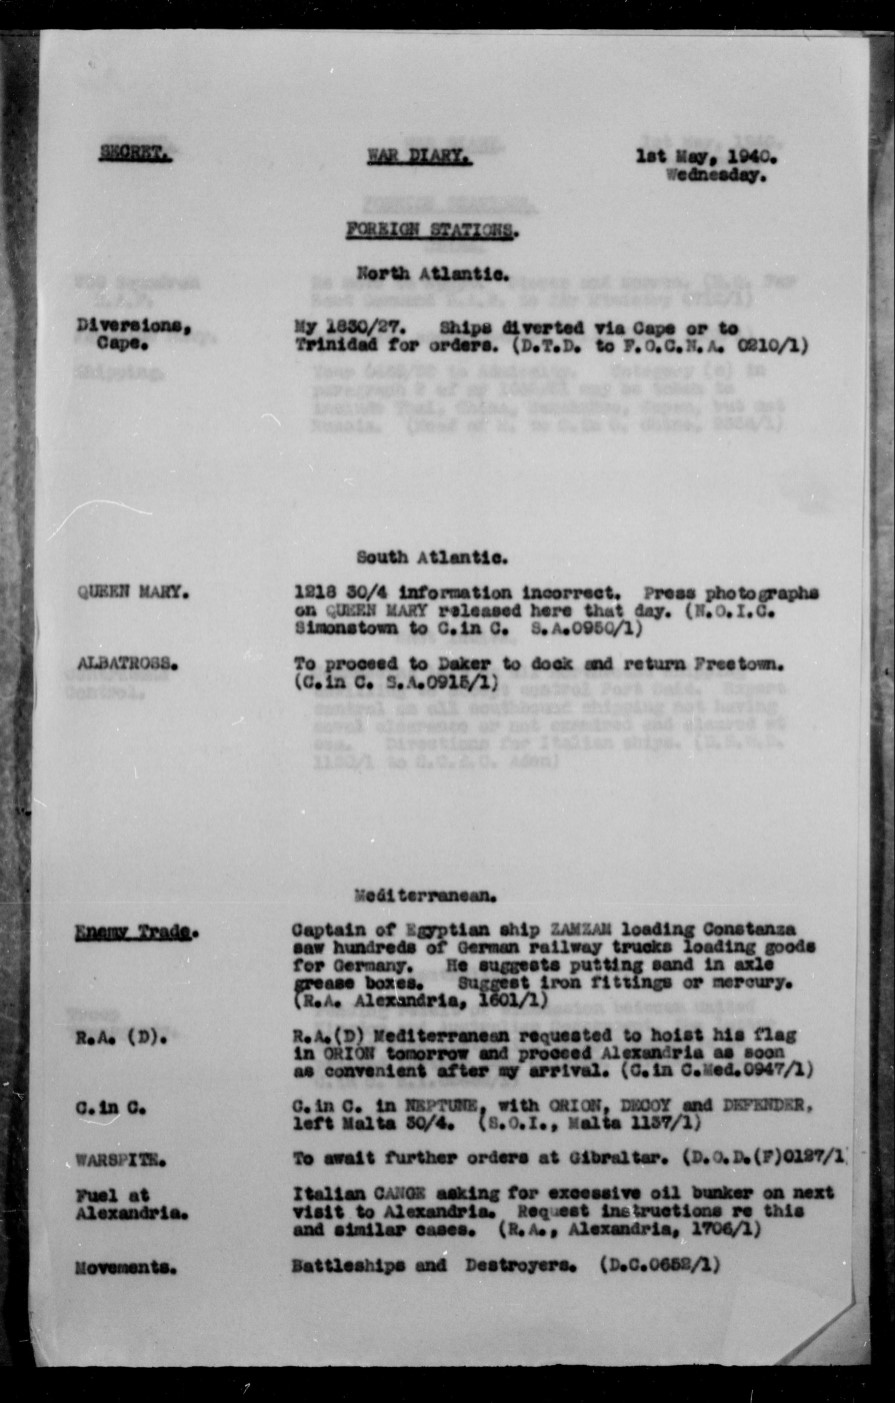 SECRET.
WAR DIARY.
1st May, 1940.
Wednesday.
FOREIGN STATIONS.
North Atlantic.
Diversions, Cape.
My 1830/27. Ships diverted via Cape or to
Trinidad for orders. (D.T.D. to F.O.C.N.A. 0210/1)
South Atlantic.
QUEEN MARY.
1218 30/4 information incorrect. Press photographs
on QUEEN MARY released here that day. (N.O.I.C.
Simonstown to C.in C. S.A.0950/1)
ALBATROSS.
To proceed to Daker to dock and return Freetown.
(C.in C. S.A.0915/1)
Mediterranean.
Enemy Trade.
Captain of Egyptian ship ZAMZAM loading Constanza
saw hundreds of German railway trucks loading goods
for Germany. He suggests putting sand in axle
grease boxes. Suggest iron fittings or mercury.
(R.A. Alexandria, 1601/1)
R.A. (D).
R.A.(D) Mediterranean requested to hoist his flag
in ORION tomorrow and proceed Alexandria as soon
as convenient after my arrival. (C.in C.Med.0947/1)
C.in C.
C.in C. in NEPTUNE, with ORION, DECOY and DEFENDER,
left Malta 30/4. (S.O.I., Malta 1137/1)
WARSPITE.
To await further orders at Gibraltar. (D.O.D.(F)0127/1
Fuel at
Alexandria.
Italian CANGE asking for excessive oil bunker on next
visit to Alexandria. Request instructions re this
and similar cases. (R.A., Alexandria, 1706/1)
Movements.
Battleships and Destroyers. (D.C.0652/1)